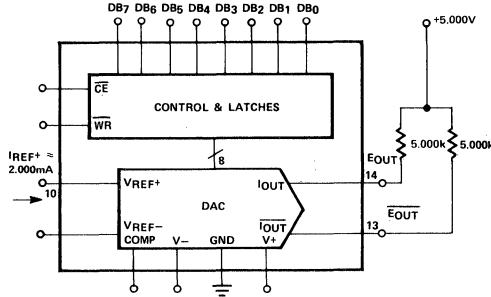 DB7 DB6 DB5 DB4 DB3 DB2 DB1 DB0
+5.000V
CE
CONTROL & LATCHES
WR
IREF+ =
2.000mA
10
8
EOUT
5.000k
5.000k
VREF+
IOUT
14
DAC
VREF−
IOUT
13
EOUT
COMP
V−
GND
V+